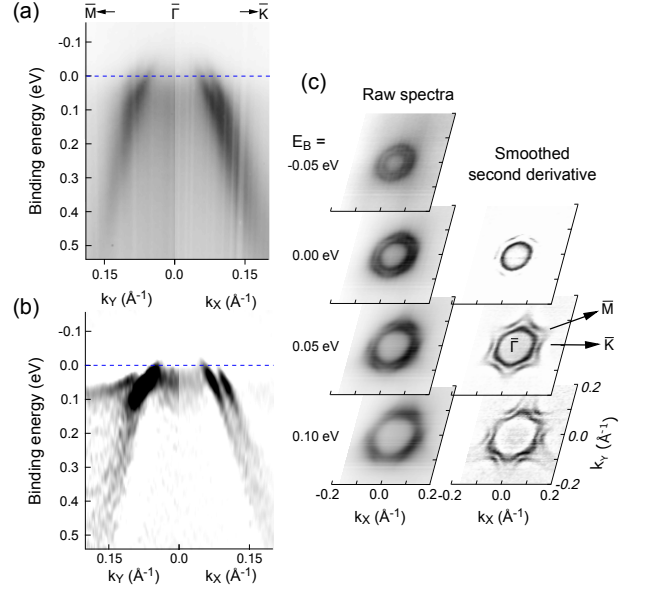 (a)
M̅ Γ̅ K̅
-0.1
0.0
0.1
0.2
0.3
0.4
0.5
Binding energy (eV)
0.15 0.0 0.15
kY (Å-1) kX (Å-1)
(b)
-0.1
0.0
0.1
0.2
0.3
0.4
0.5
Binding energy (eV)
0.15 0.0 0.15
kY (Å-1) kX (Å-1)
(c)
Raw spectra
EB =
-0.05 eV
Smoothed
second derivative
0.00 eV
0.05 eV
M̅
Γ̅ K̅
0.10 eV
0.2
0.0
-0.2
kY (Å-1)
-0.2 0.0 0.2 -0.2 0.0 0.2
kX (Å-1) kX (Å-1)